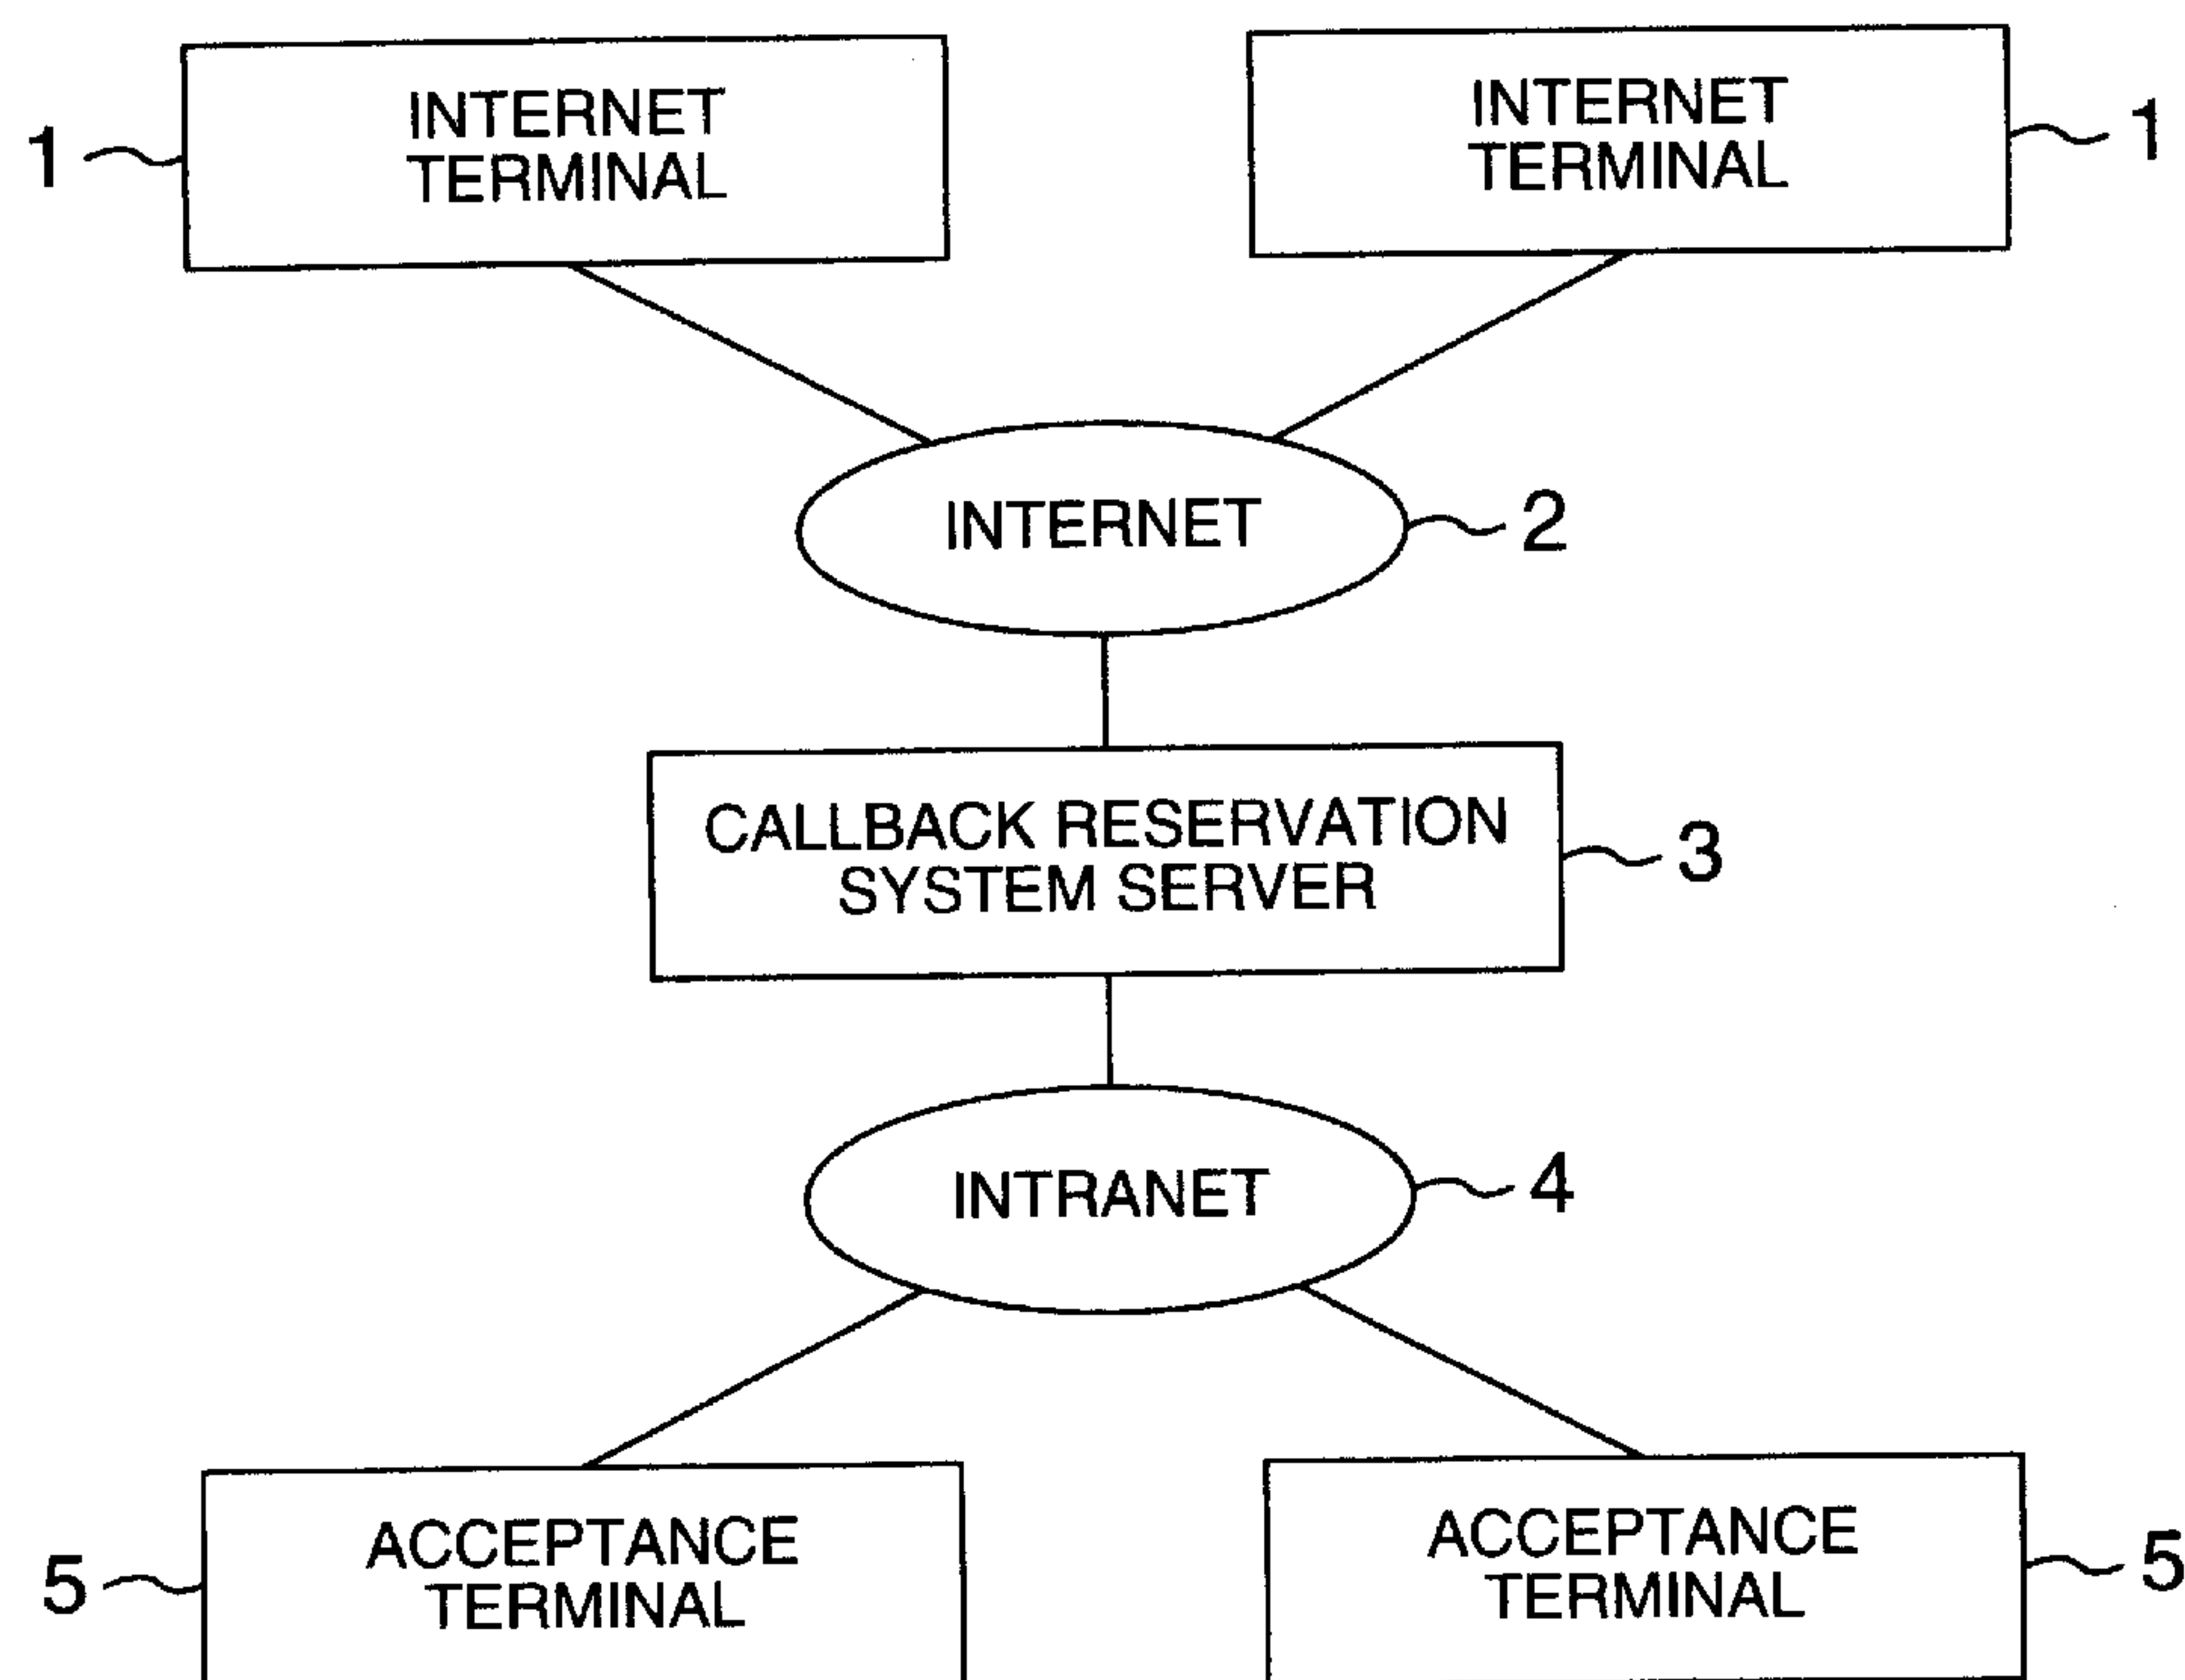 INTERNET
TERMINAL
1
INTERNET
TERMINAL
1
INTERNET
2
CALLBACK RESERVATION
SYSTEM SERVER
3
INTRANET
4
ACCEPTANCE
TERMINAL
5
ACCEPTANCE
TERMINAL
5